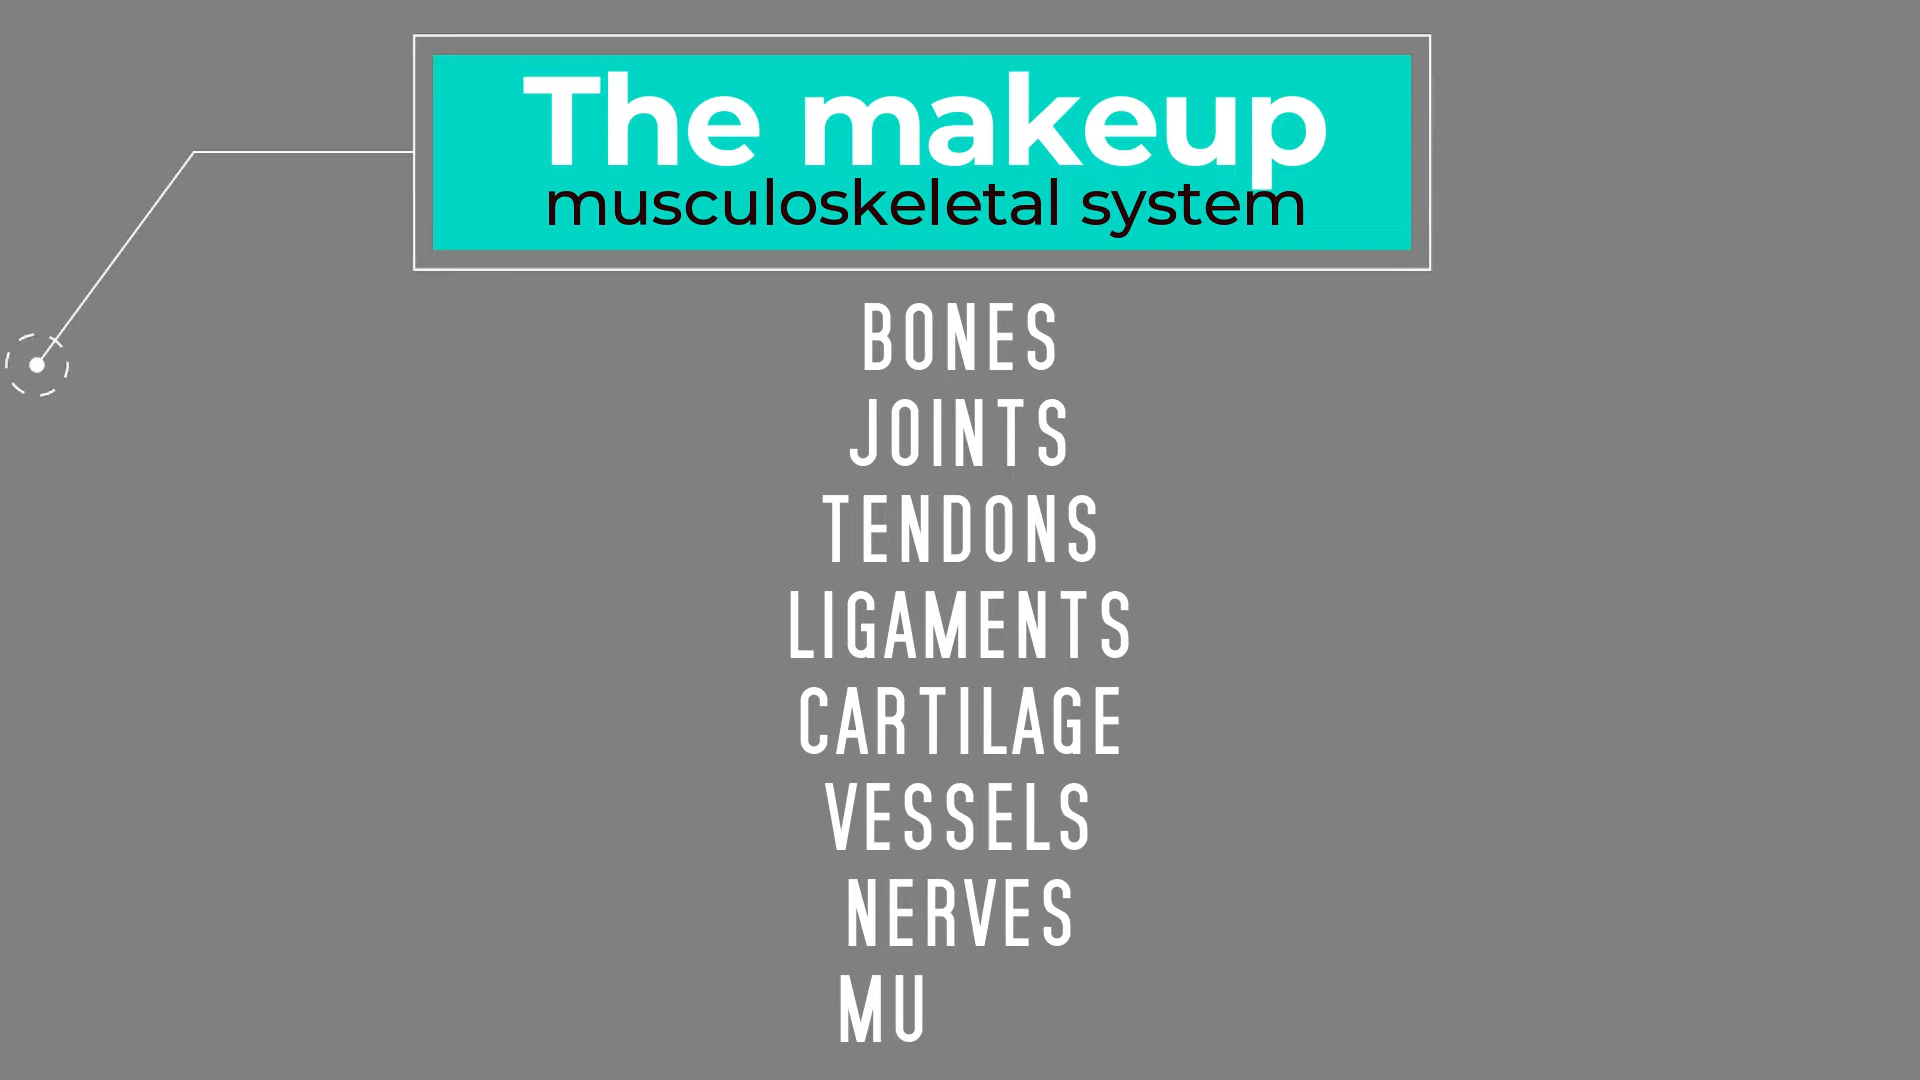 The makeup
musculoskeletal system
BONES
JOINTS
TENDONS
LIGAMENTS
CARTILAGE
VESSELS
NERVES
MU